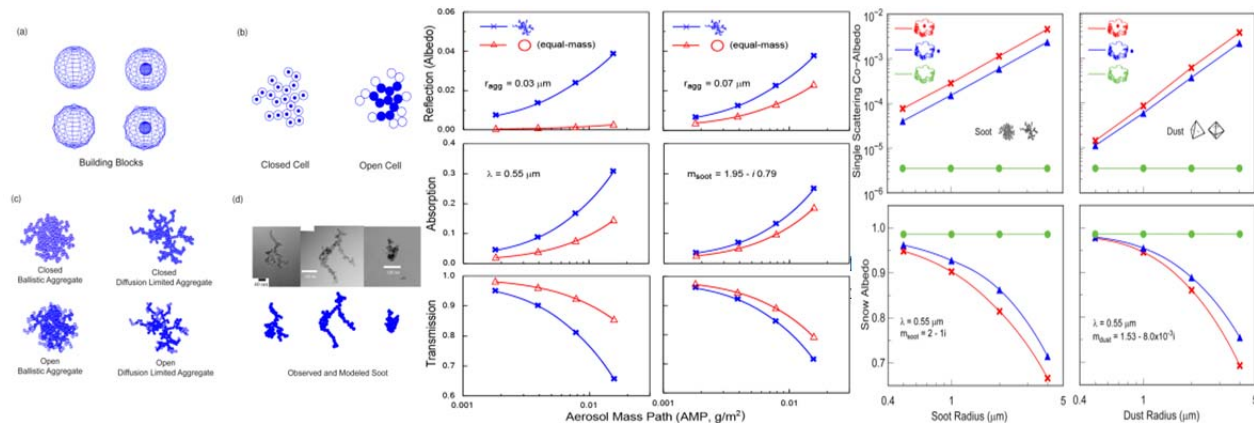 (a)
Building Blocks
(b)
Closed Cell
Open Cell
(c)
Closed
Ballistic Aggregate
Closed
Diffusion Limited Aggregate
Open
Ballistic Aggregate
Open
Diffusion Limited Aggregate
(d)
Observed and Modeled Soot
Reflection (Albedo)
0.06
0.04
0.02
0.00
(equal-mass)
r_agg = 0.03 μm
(equal-mass)
r_agg = 0.07 μm
Absorption
0.4
0.3
0.2
0.1
0.0
λ = 0.55 μm
m_soot = 1.95 - i 0.79
Transmission
1.0
0.9
0.8
0.7
0.6
0.5
0.001
0.01
0.001
0.01
Aerosol Mass Path (AMP, g/m²)
Single Scattering Co-Albedo
10⁻²
10⁻³
10⁻⁴
10⁻⁵
10⁻⁶
Soot
Dust
Snow Albedo
1.0
0.9
0.8
0.7
λ = 0.55 μm
m_soot = 2 - 1i
λ = 0.55 μm
m_dust = 1.53 - 8.0x10⁻³i
0.4
1
5
0.4
1
5
Soot Radius (μm)
Dust Radius (μm)